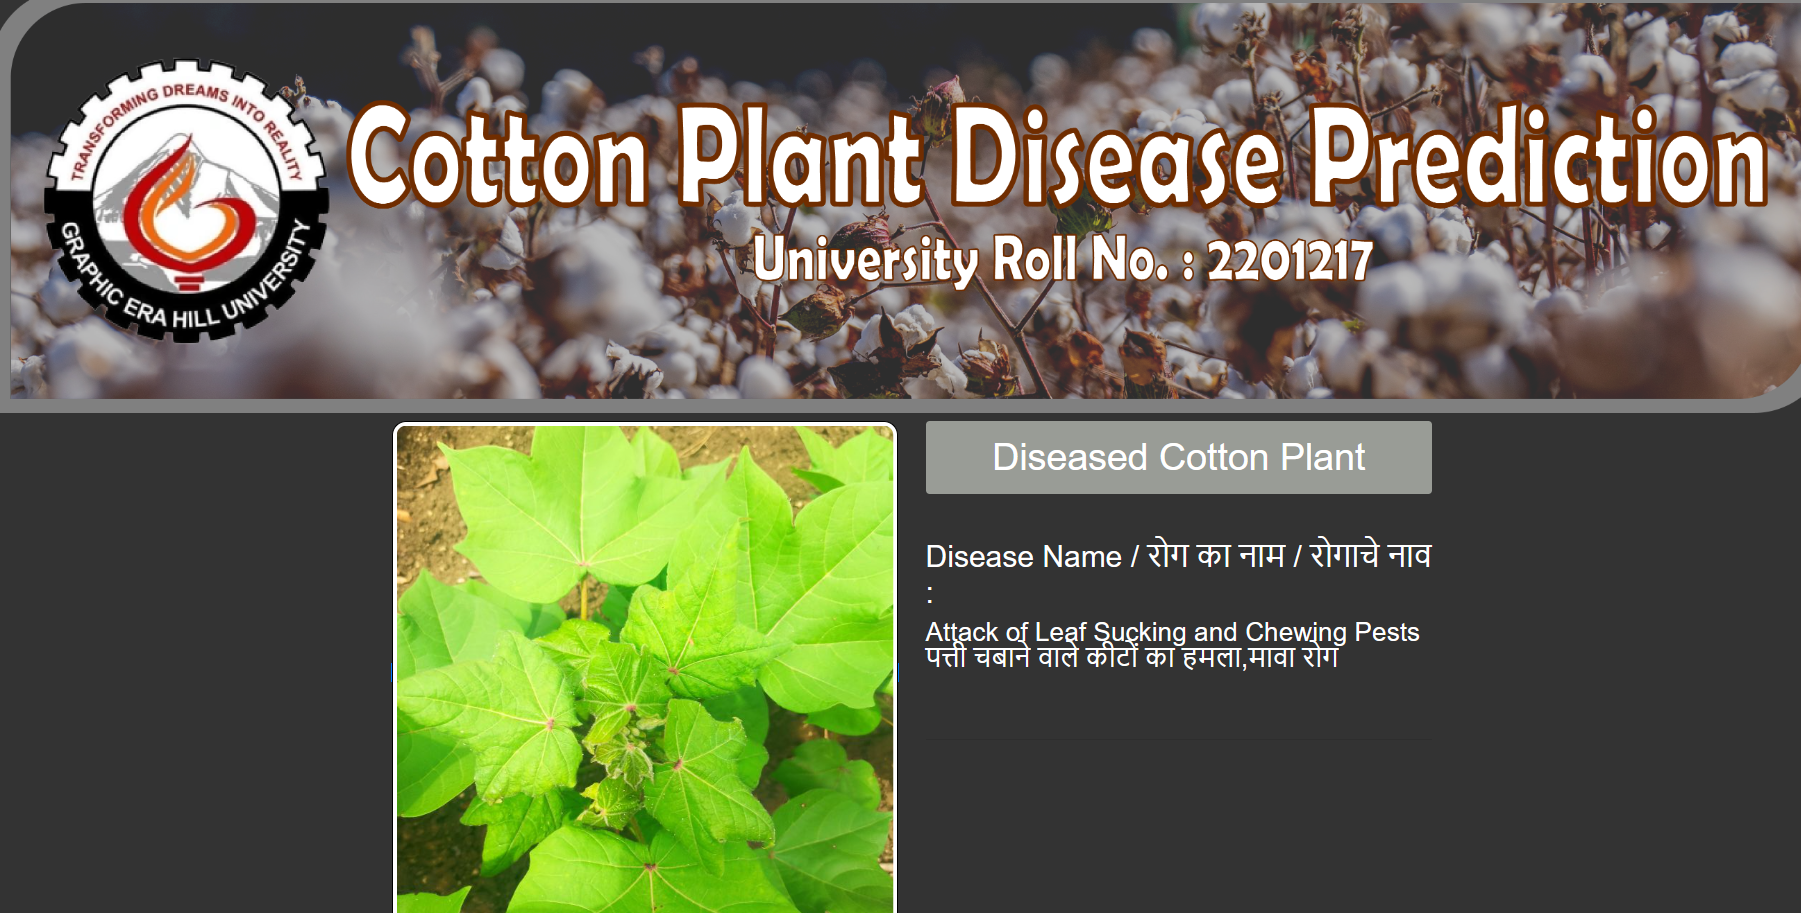 TRANSFORMING DREAMS INTO REALITY
GRAPHIC ERA HILL UNIVERSITY
Cotton Plant Disease Prediction
University Roll No. : 2201217
Diseased Cotton Plant
Disease Name / रोग का नाम / रोगाचे नाव
:
Attack of Leaf Sucking and Chewing Pests
पत्ती चबाने वाले कीटों का हमला,मावा रोग